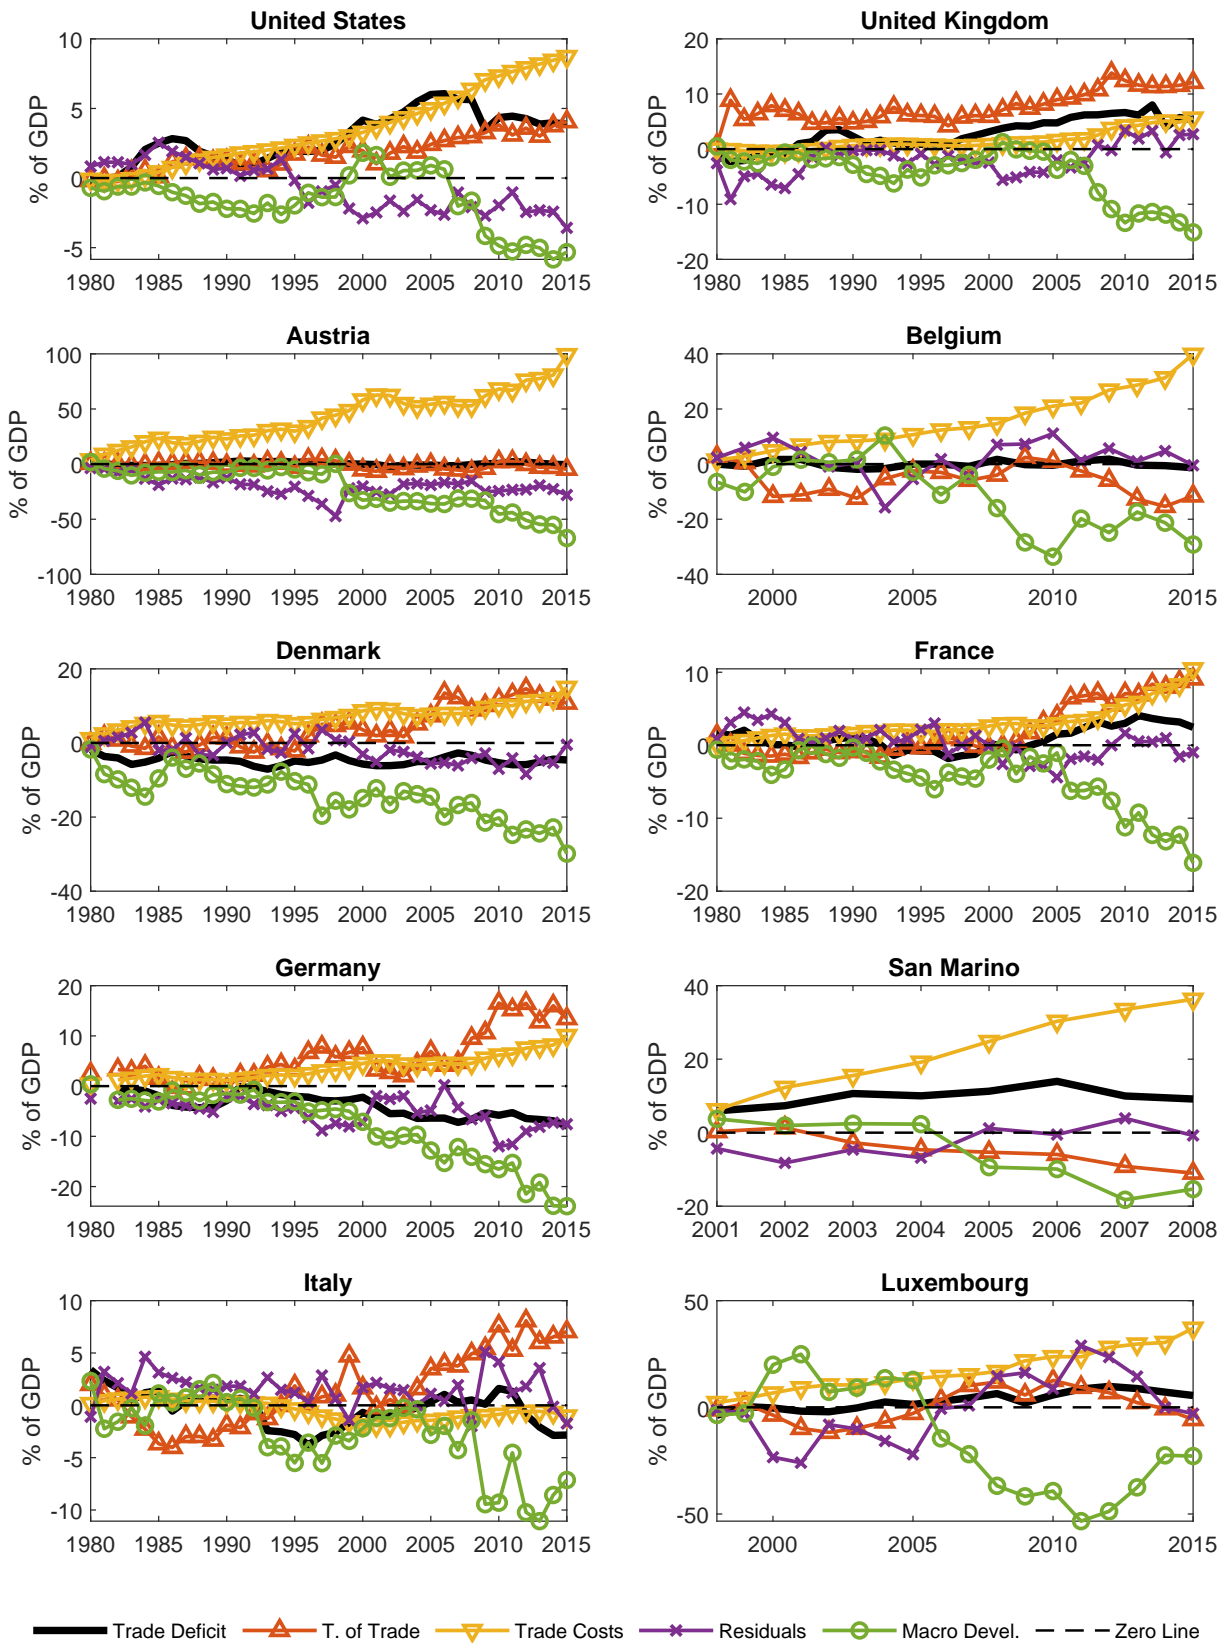 United States
United Kingdom
10
5
0
-5
% of GDP
1980 1985 1990 1995 2000 2005 2010 2015
20
10
0
-10
-20
% of GDP
1980 1985 1990 1995 2000 2005 2010 2015
Austria
Belgium
100
50
0
-50
-100
% of GDP
1980 1985 1990 1995 2000 2005 2010 2015
40
20
0
-20
-40
% of GDP
2000 2005 2010 2015
Denmark
France
20
0
-20
-40
% of GDP
1980 1985 1990 1995 2000 2005 2010 2015
10
0
-10
-20
% of GDP
1980 1985 1990 1995 2000 2005 2010 2015
Germany
San Marino
20
10
0
-10
-20
% of GDP
1980 1985 1990 1995 2000 2005 2010 2015
40
20
0
-20
% of GDP
2001 2002 2003 2004 2005 2006 2007 2008
Italy
Luxembourg
10
5
0
-5
-10
% of GDP
1980 1985 1990 1995 2000 2005 2010 2015
50
0
-50
% of GDP
2000 2005 2010 2015
Trade Deficit T. of Trade Trade Costs Residuals Macro Devel. Zero Line